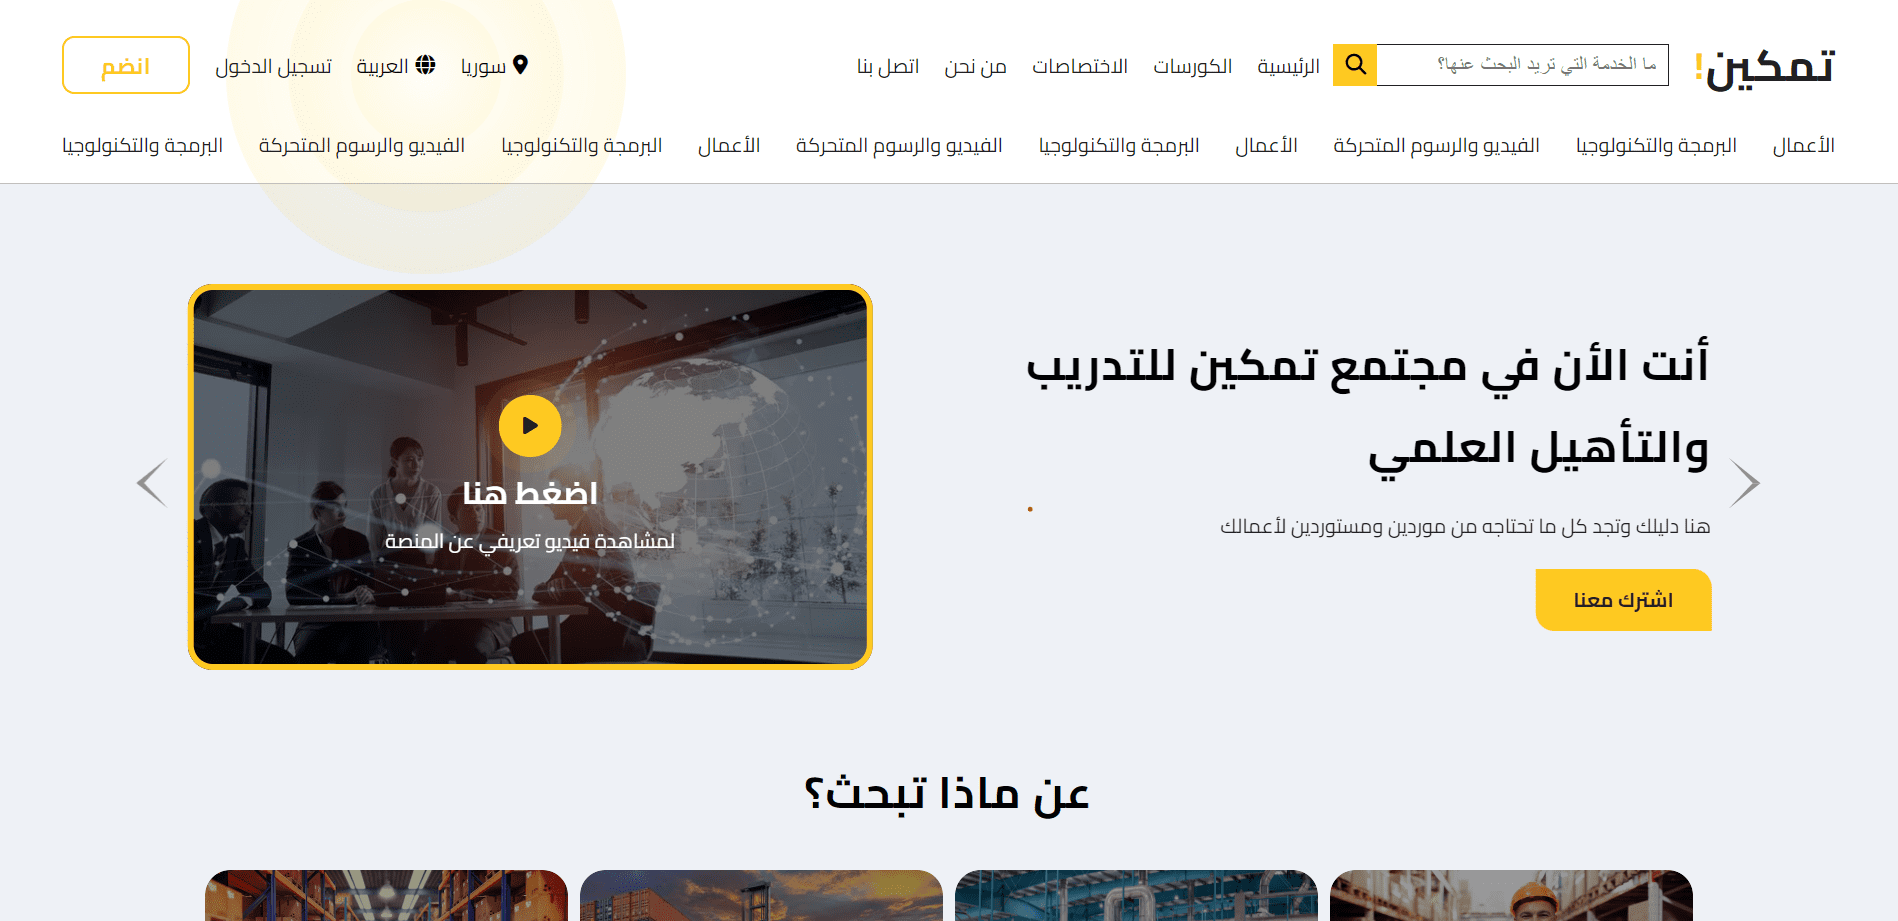 تمكين!
ما الخدمة التي تريد البحث عنها؟
الرئيسية
الكورسات
الاختصاصات
من نحن
اتصل بنا
سوريا
العربية
تسجيل الدخول
انضم
الأعمال
البرمجة والتكنولوجيا
الفيديو والرسوم المتحركة
الأعمال
البرمجة والتكنولوجيا
الفيديو والرسوم المتحركة
الأعمال
البرمجة والتكنولوجيا
الفيديو والرسوم المتحركة
البرمجة والتكنولوجيا
أنت الأن في مجتمع تمكين للتدريب
والتأهيل العلمي
هنا دليلك وتجد كل ما تحتاجه من موردين ومستوردين لأعمالك
اشترك معنا
اضغط هنا
لمشاهدة فيديو تعريفي عن المنصة
عن ماذا تبحث؟